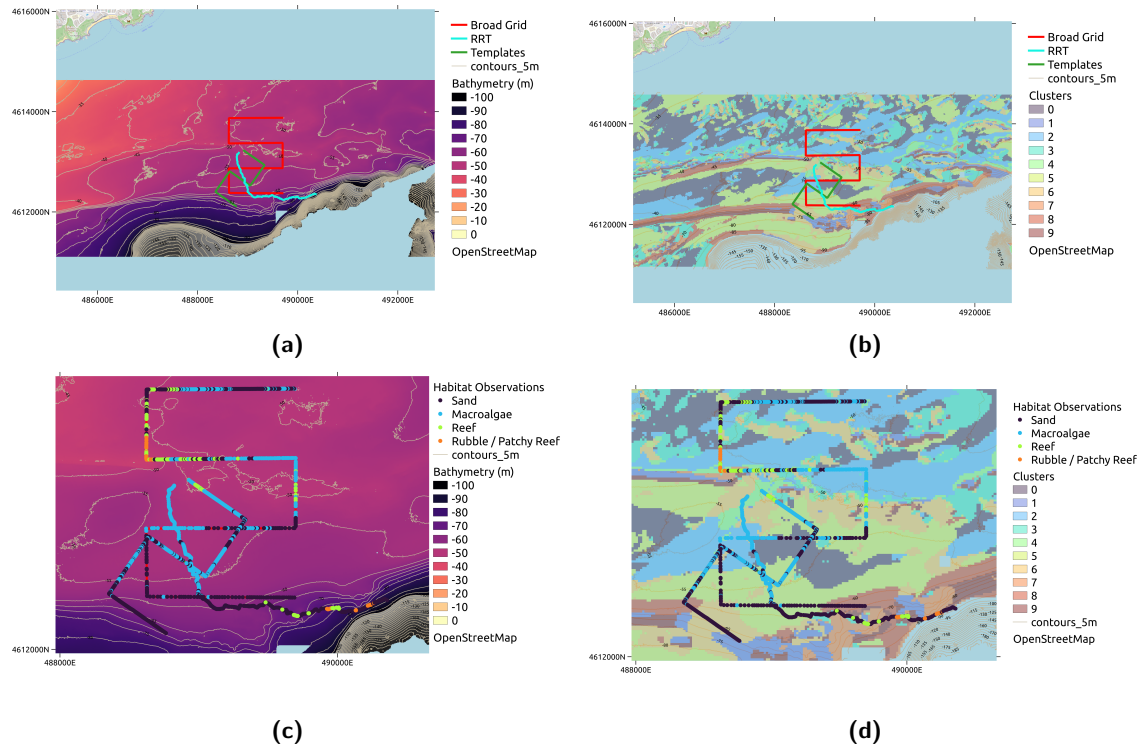 4616000N
4614000N
4612000N
486000E
488000E
490000E
492000E
Broad Grid
RRT
Templates
contours_5m
Bathymetry (m)
-100
-90
-80
-70
-60
-50
-40
-30
-20
-10
0
OpenStreetMap
(a)
4616000N
4614000N
4612000N
486000E
488000E
490000E
492000E
Broad Grid
RRT
Templates
contours_5m
Clusters
0
1
2
3
4
5
6
7
8
9
OpenStreetMap
(b)
4612000N
488000E
490000E
Habitat Observations
Sand
Macroalgae
Reef
Rubble / Patchy Reef
contours_5m
Bathymetry (m)
-100
-90
-80
-70
-60
-50
-40
-30
-20
-10
0
OpenStreetMap
(c)
4612000N
488000E
490000E
Habitat Observations
Sand
Macroalgae
Reef
Rubble / Patchy Reef
Clusters
0
1
2
3
4
5
6
7
8
9
contours_5m
OpenStreetMap
(d)